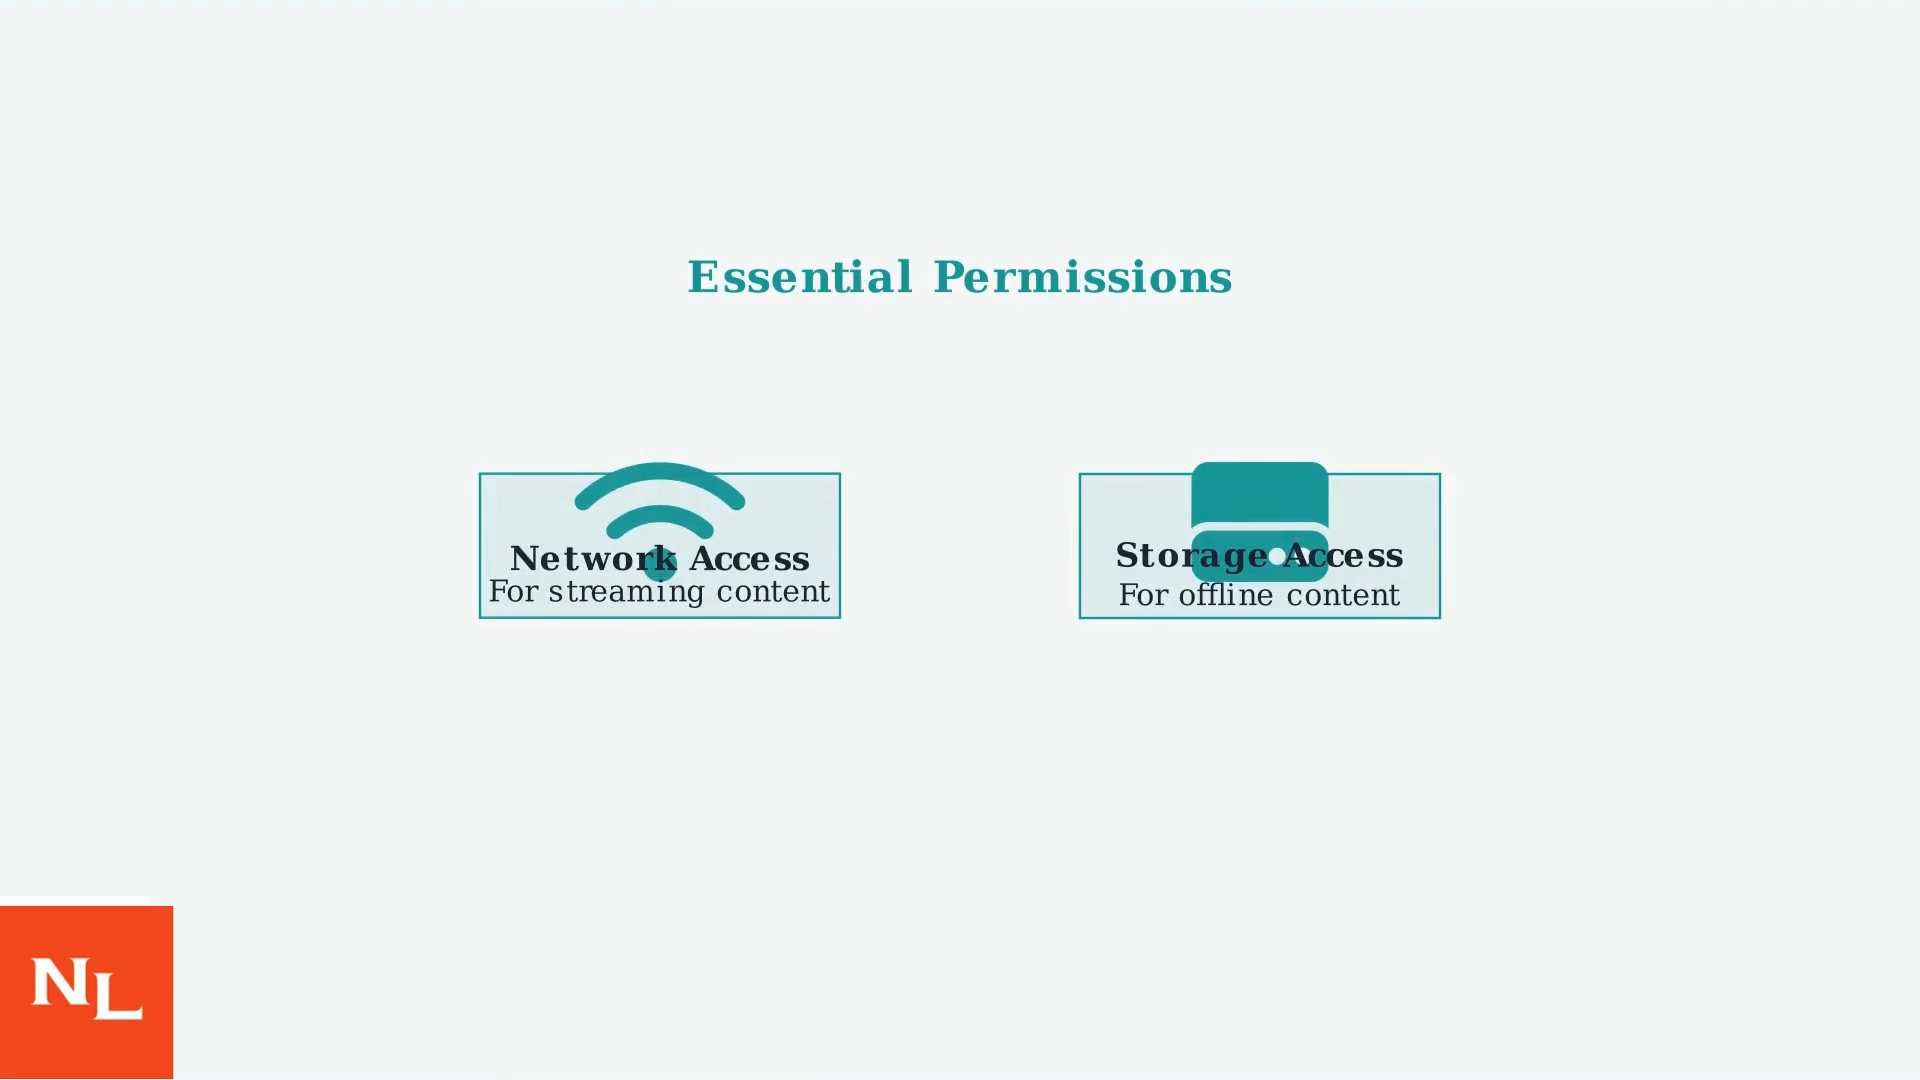 Essential Permissions
Network Access
For streaming content
Storage Access
For offline content
NL